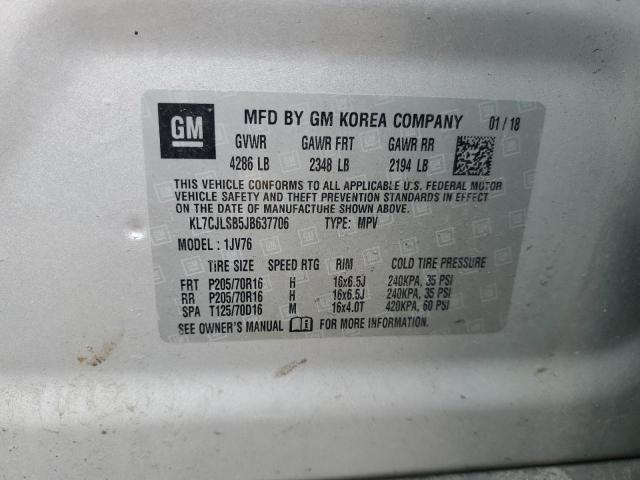 GM MFD BY GM KOREA COMPANY 01 / 18
GVWR GAWR FRT GAWR RR
4286 LB 2348 LB 2194 LB
THIS VEHICLE CONFORMS TO ALL APPLICABLE U.S. FEDERAL MOTOR
VEHICLE SAFETY AND THEFT PREVENTION STANDARDS IN EFFECT
ON THE DATE OF MANUFACTURE SHOWN ABOVE.
KL7CJLSB5JB637706 TYPE: MPV
MODEL : 1JV76
TIRE SIZE SPEED RTG RIM COLD TIRE PRESSURE
FRT P205/70R16 H 16x6.5J 240KPA, 35 PSI
RR P205/70R16 H 16x6.5J 240KPA, 35 PSI
SPA T125/70D16 M 16x4.0T 420KPA, 60 PSI
SEE OWNER'S MANUAL FOR MORE INFORMATION.